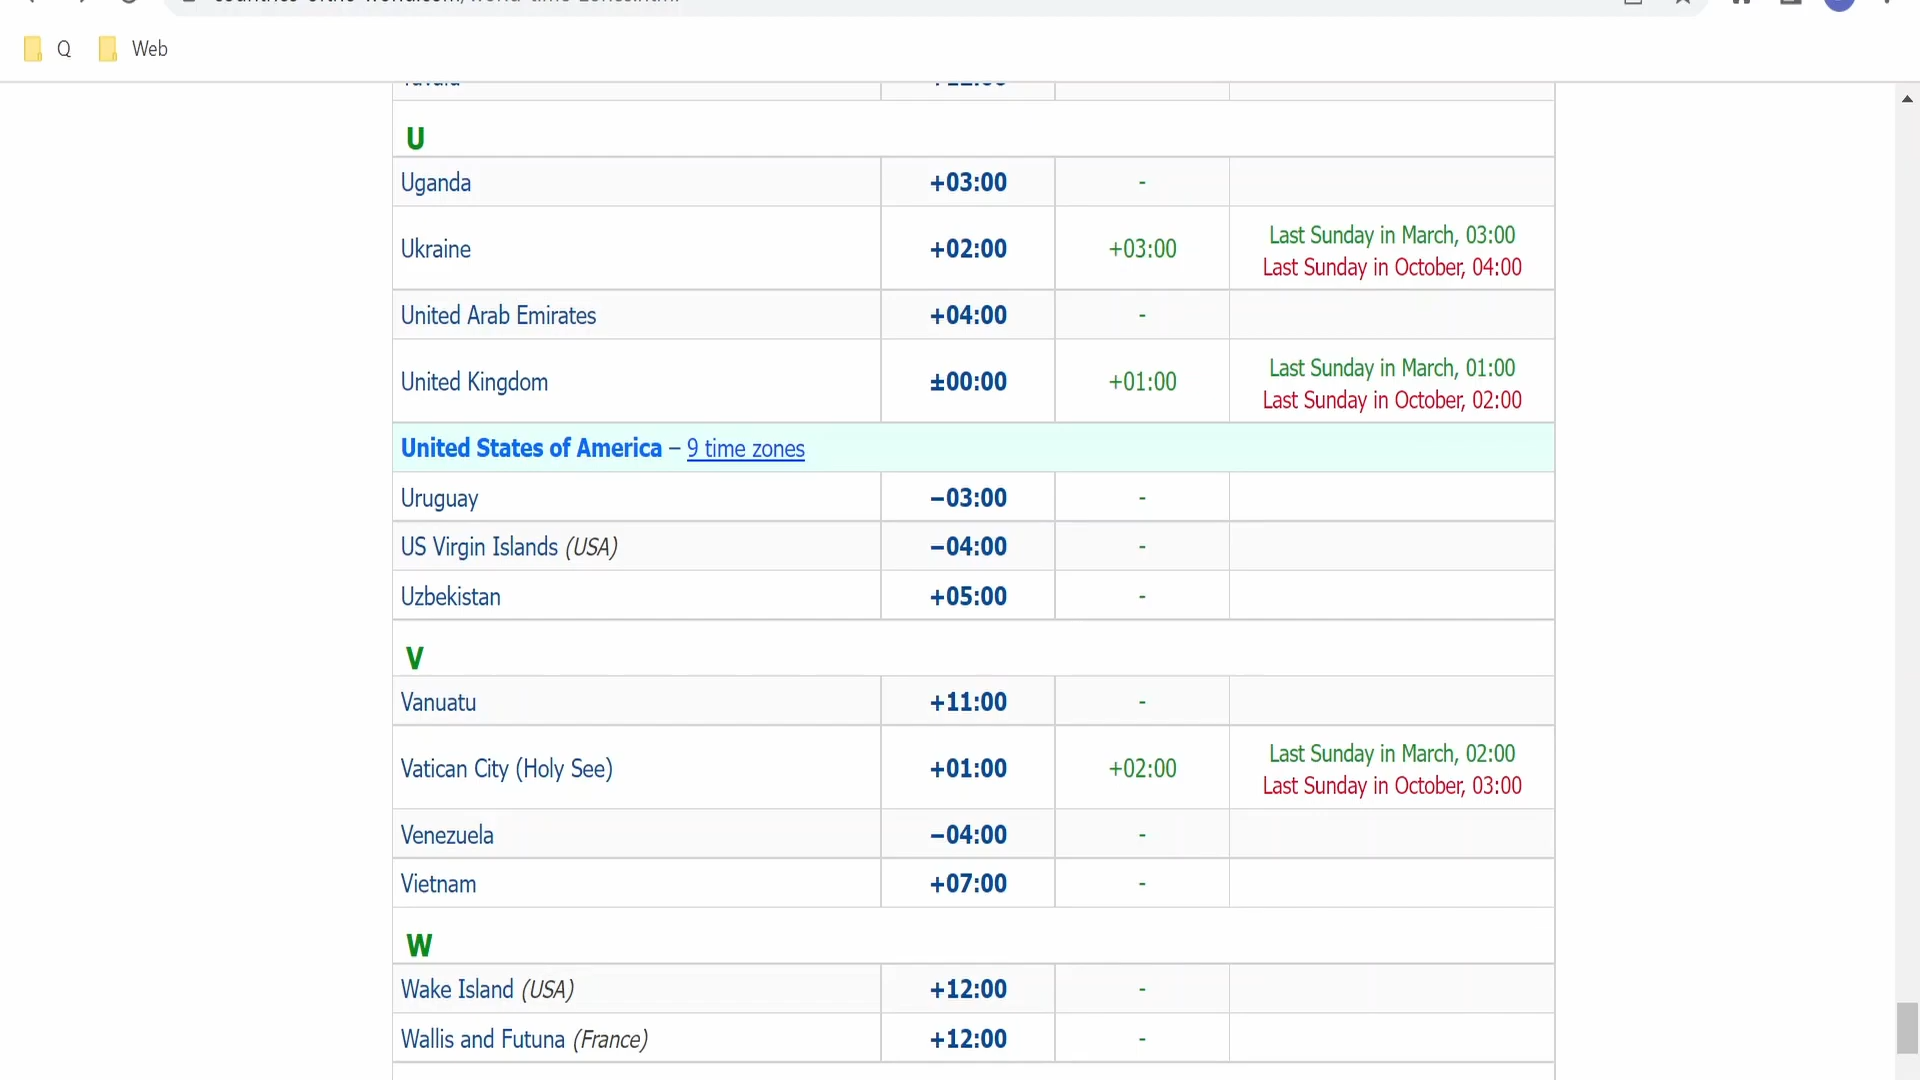 Q Web
U
Uganda +03:00 -
Ukraine +02:00 +03:00 Last Sunday in March, 03:00
Last Sunday in October, 04:00
United Arab Emirates +04:00 -
United Kingdom ±00:00 +01:00 Last Sunday in March, 01:00
Last Sunday in October, 02:00
United States of America – 9 time zones
Uruguay −03:00 -
US Virgin Islands (USA) −04:00 -
Uzbekistan +05:00 -
V
Vanuatu +11:00 -
Vatican City (Holy See) +01:00 +02:00 Last Sunday in March, 02:00
Last Sunday in October, 03:00
Venezuela −04:00 -
Vietnam +07:00 -
W
Wake Island (USA) +12:00 -
Wallis and Futuna (France) +12:00 -